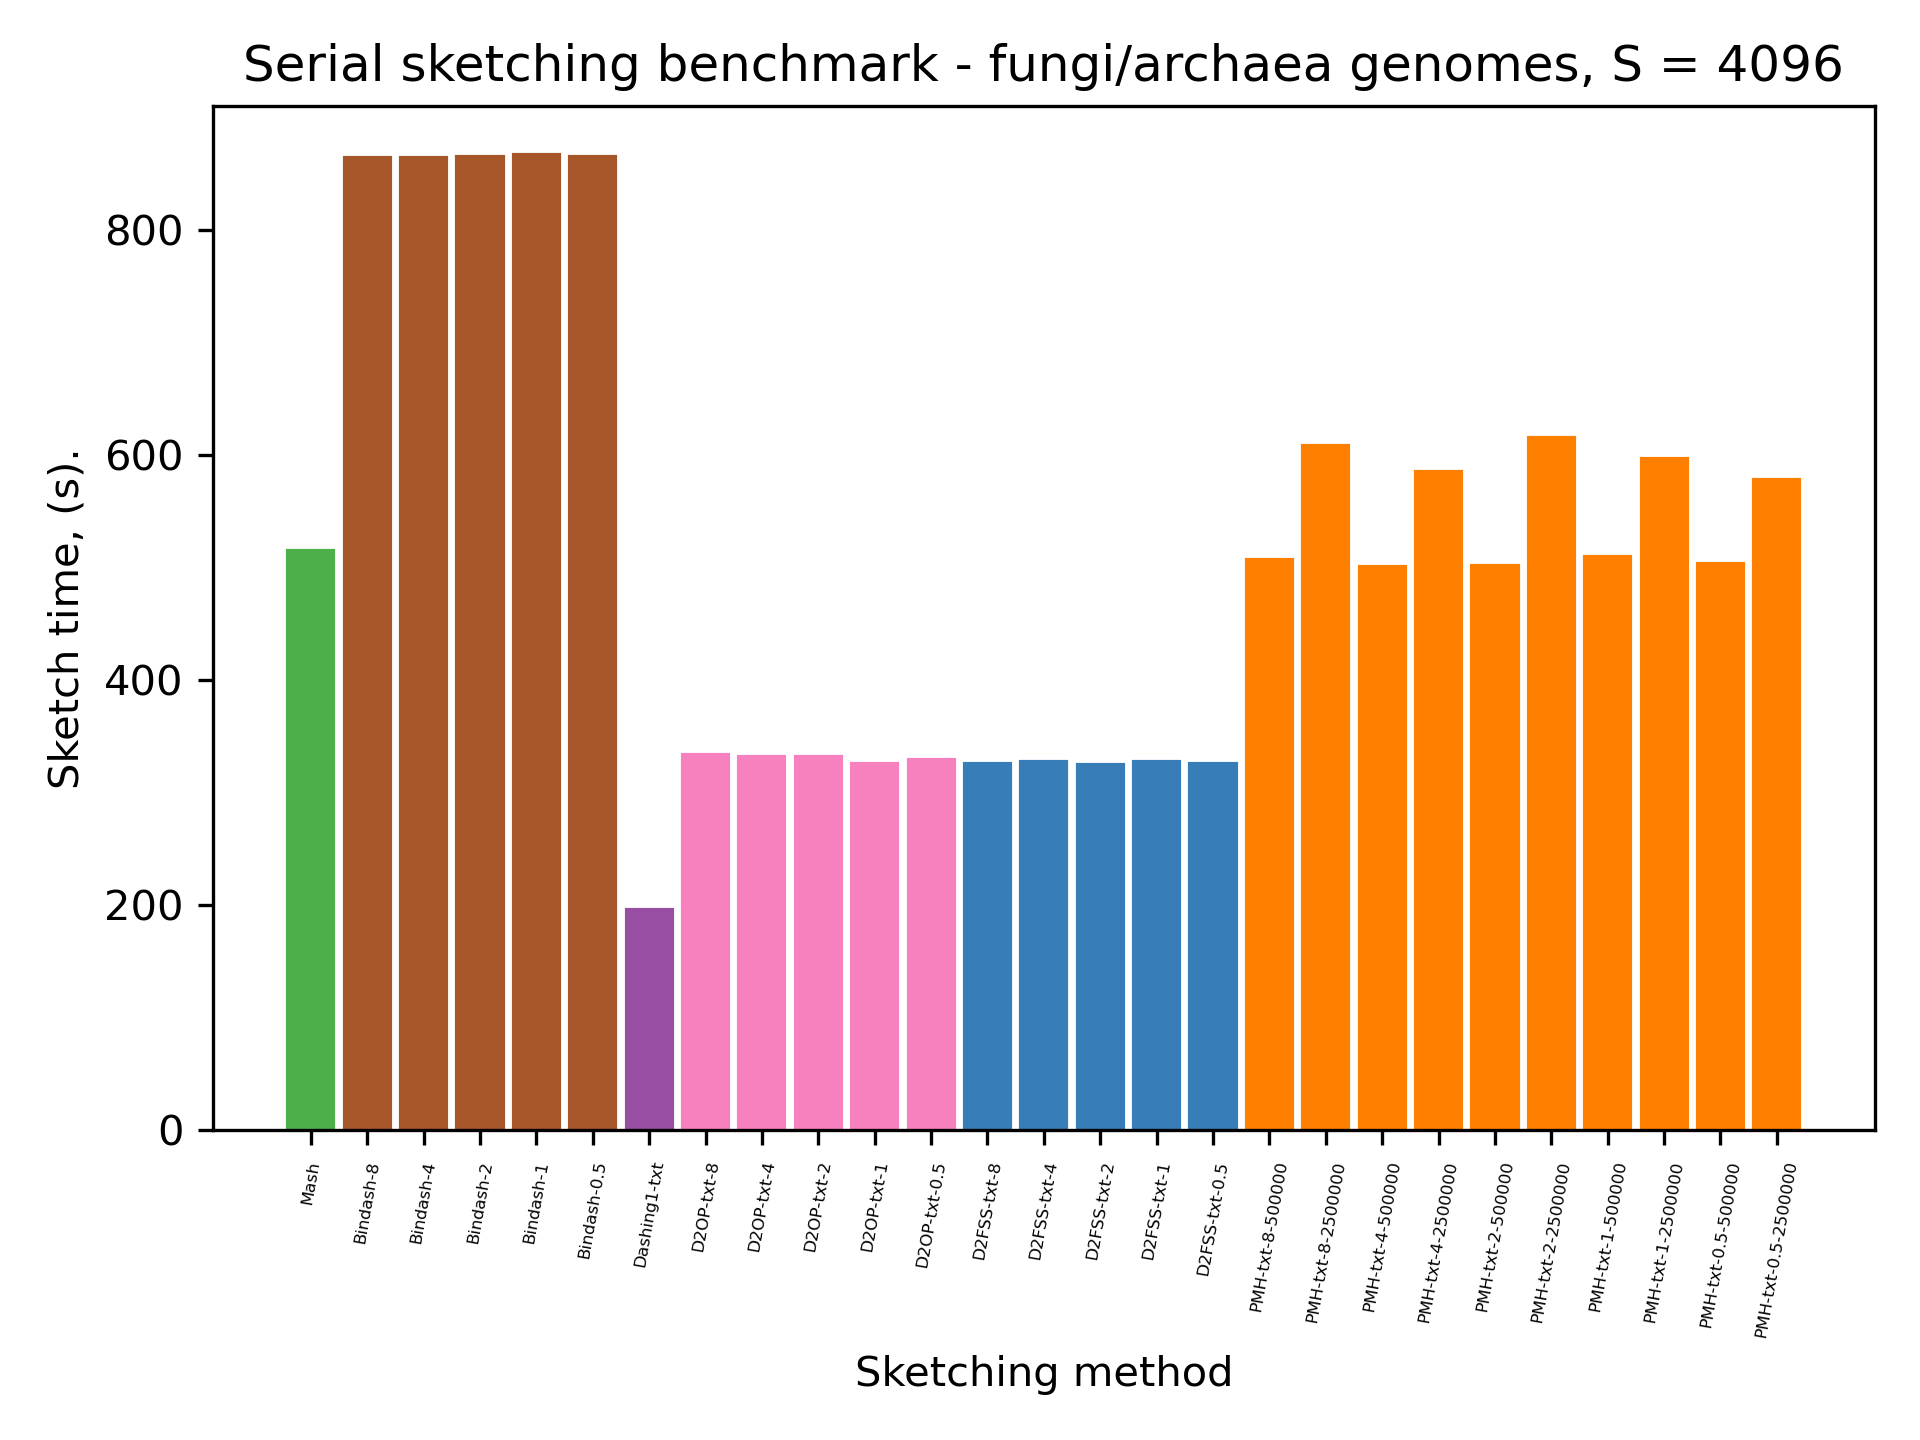 Serial sketching benchmark - fungi/archaea genomes, S = 4096
Sketch time, (s).
800
600
400
200
0
Mash
Bindash-8
Bindash-4
Bindash-2
Bindash-1
Bindash-0.5
Dashing1-txt
D2OP-txt-8
D2OP-txt-4
D2OP-txt-2
D2OP-txt-1
D2OP-txt-0.5
D2FSS-txt-8
D2FSS-txt-4
D2FSS-txt-2
D2FSS-txt-1
D2FSS-txt-0.5
PMH-txt-8-500000
PMH-txt-8-2500000
PMH-txt-4-500000
PMH-txt-4-2500000
PMH-txt-2-500000
PMH-txt-2-2500000
PMH-txt-1-500000
PMH-txt-1-2500000
PMH-txt-0.5-500000
PMH-txt-0.5-2500000
Sketching method